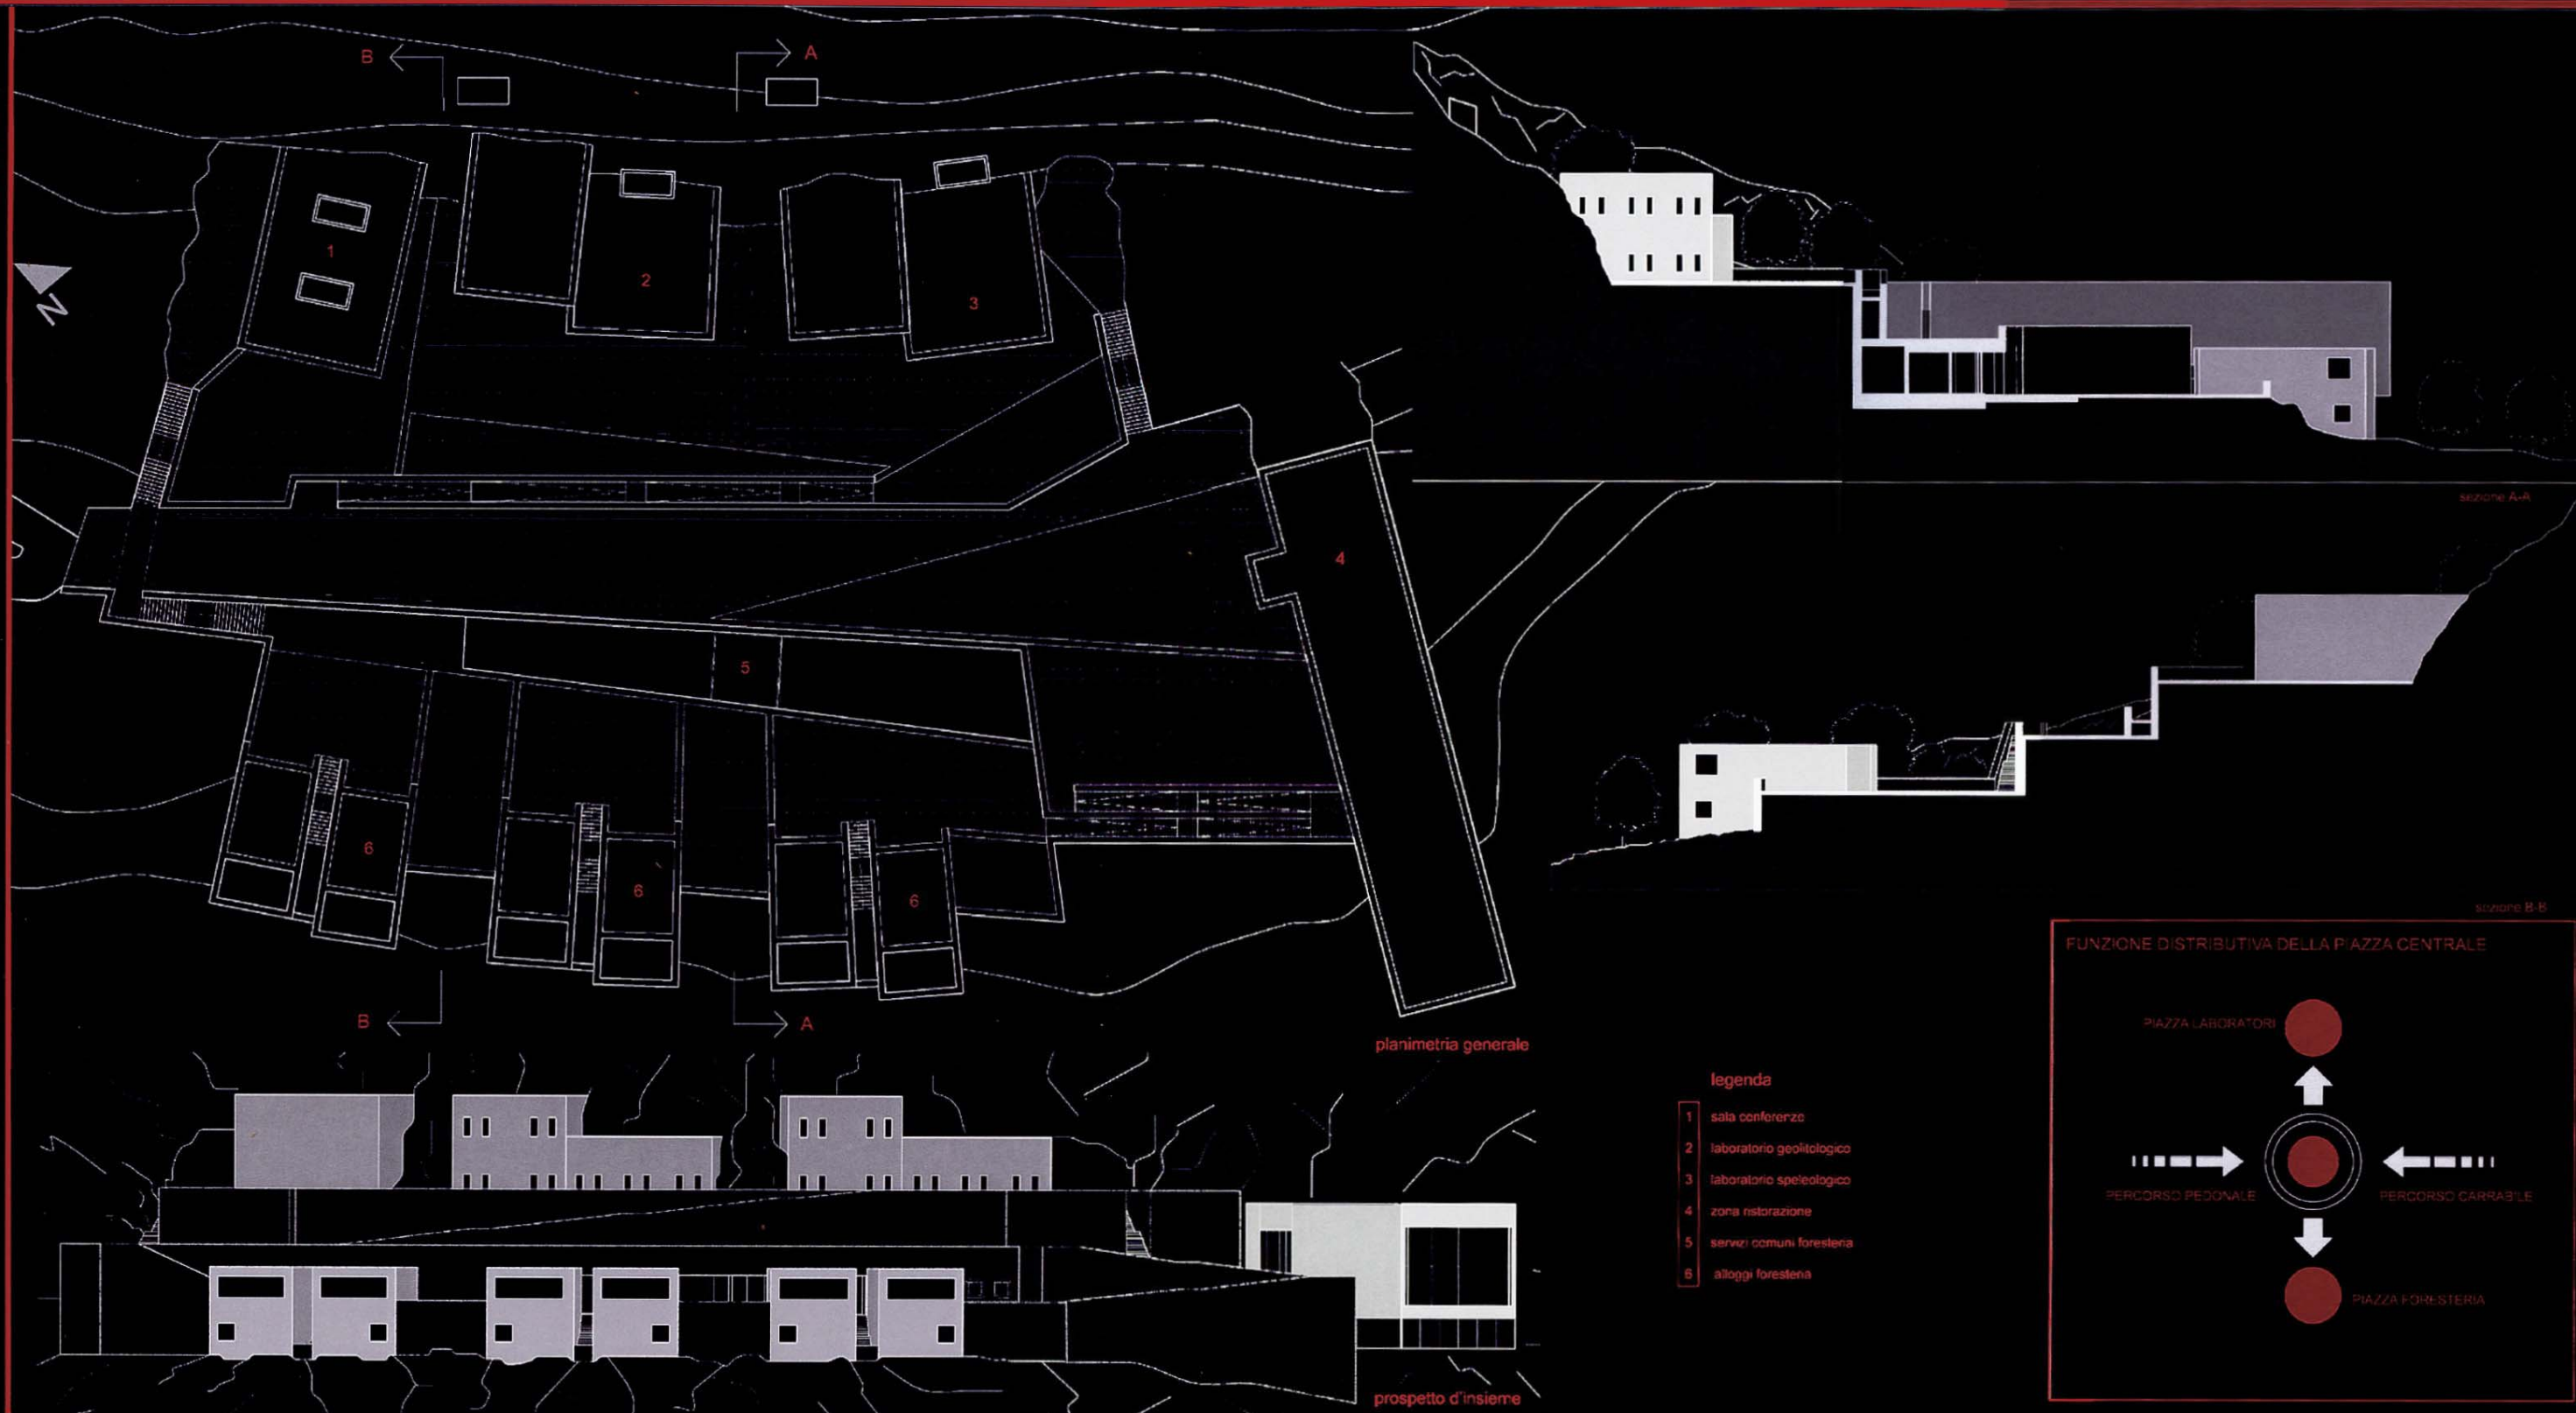 B
A
N
1
2
3
4
5
6
6
6
B
A
planimetria generale
sezione A-A
sezione B-B
prospetto d'insieme
legenda
1 sala conferenze
2 laboratorio geolitologico
3 laboratorio speleologico
4 zona ristorazione
5 servizi comuni foresteria
6 alloggi foresteria
FUNZIONE DISTRIBUTIVA DELLA PIAZZA CENTRALE
PIAZZA LABORATORI
PERCORSO PEDONALE
PERCORSO CARRABILE
PIAZZA FORESTERIA